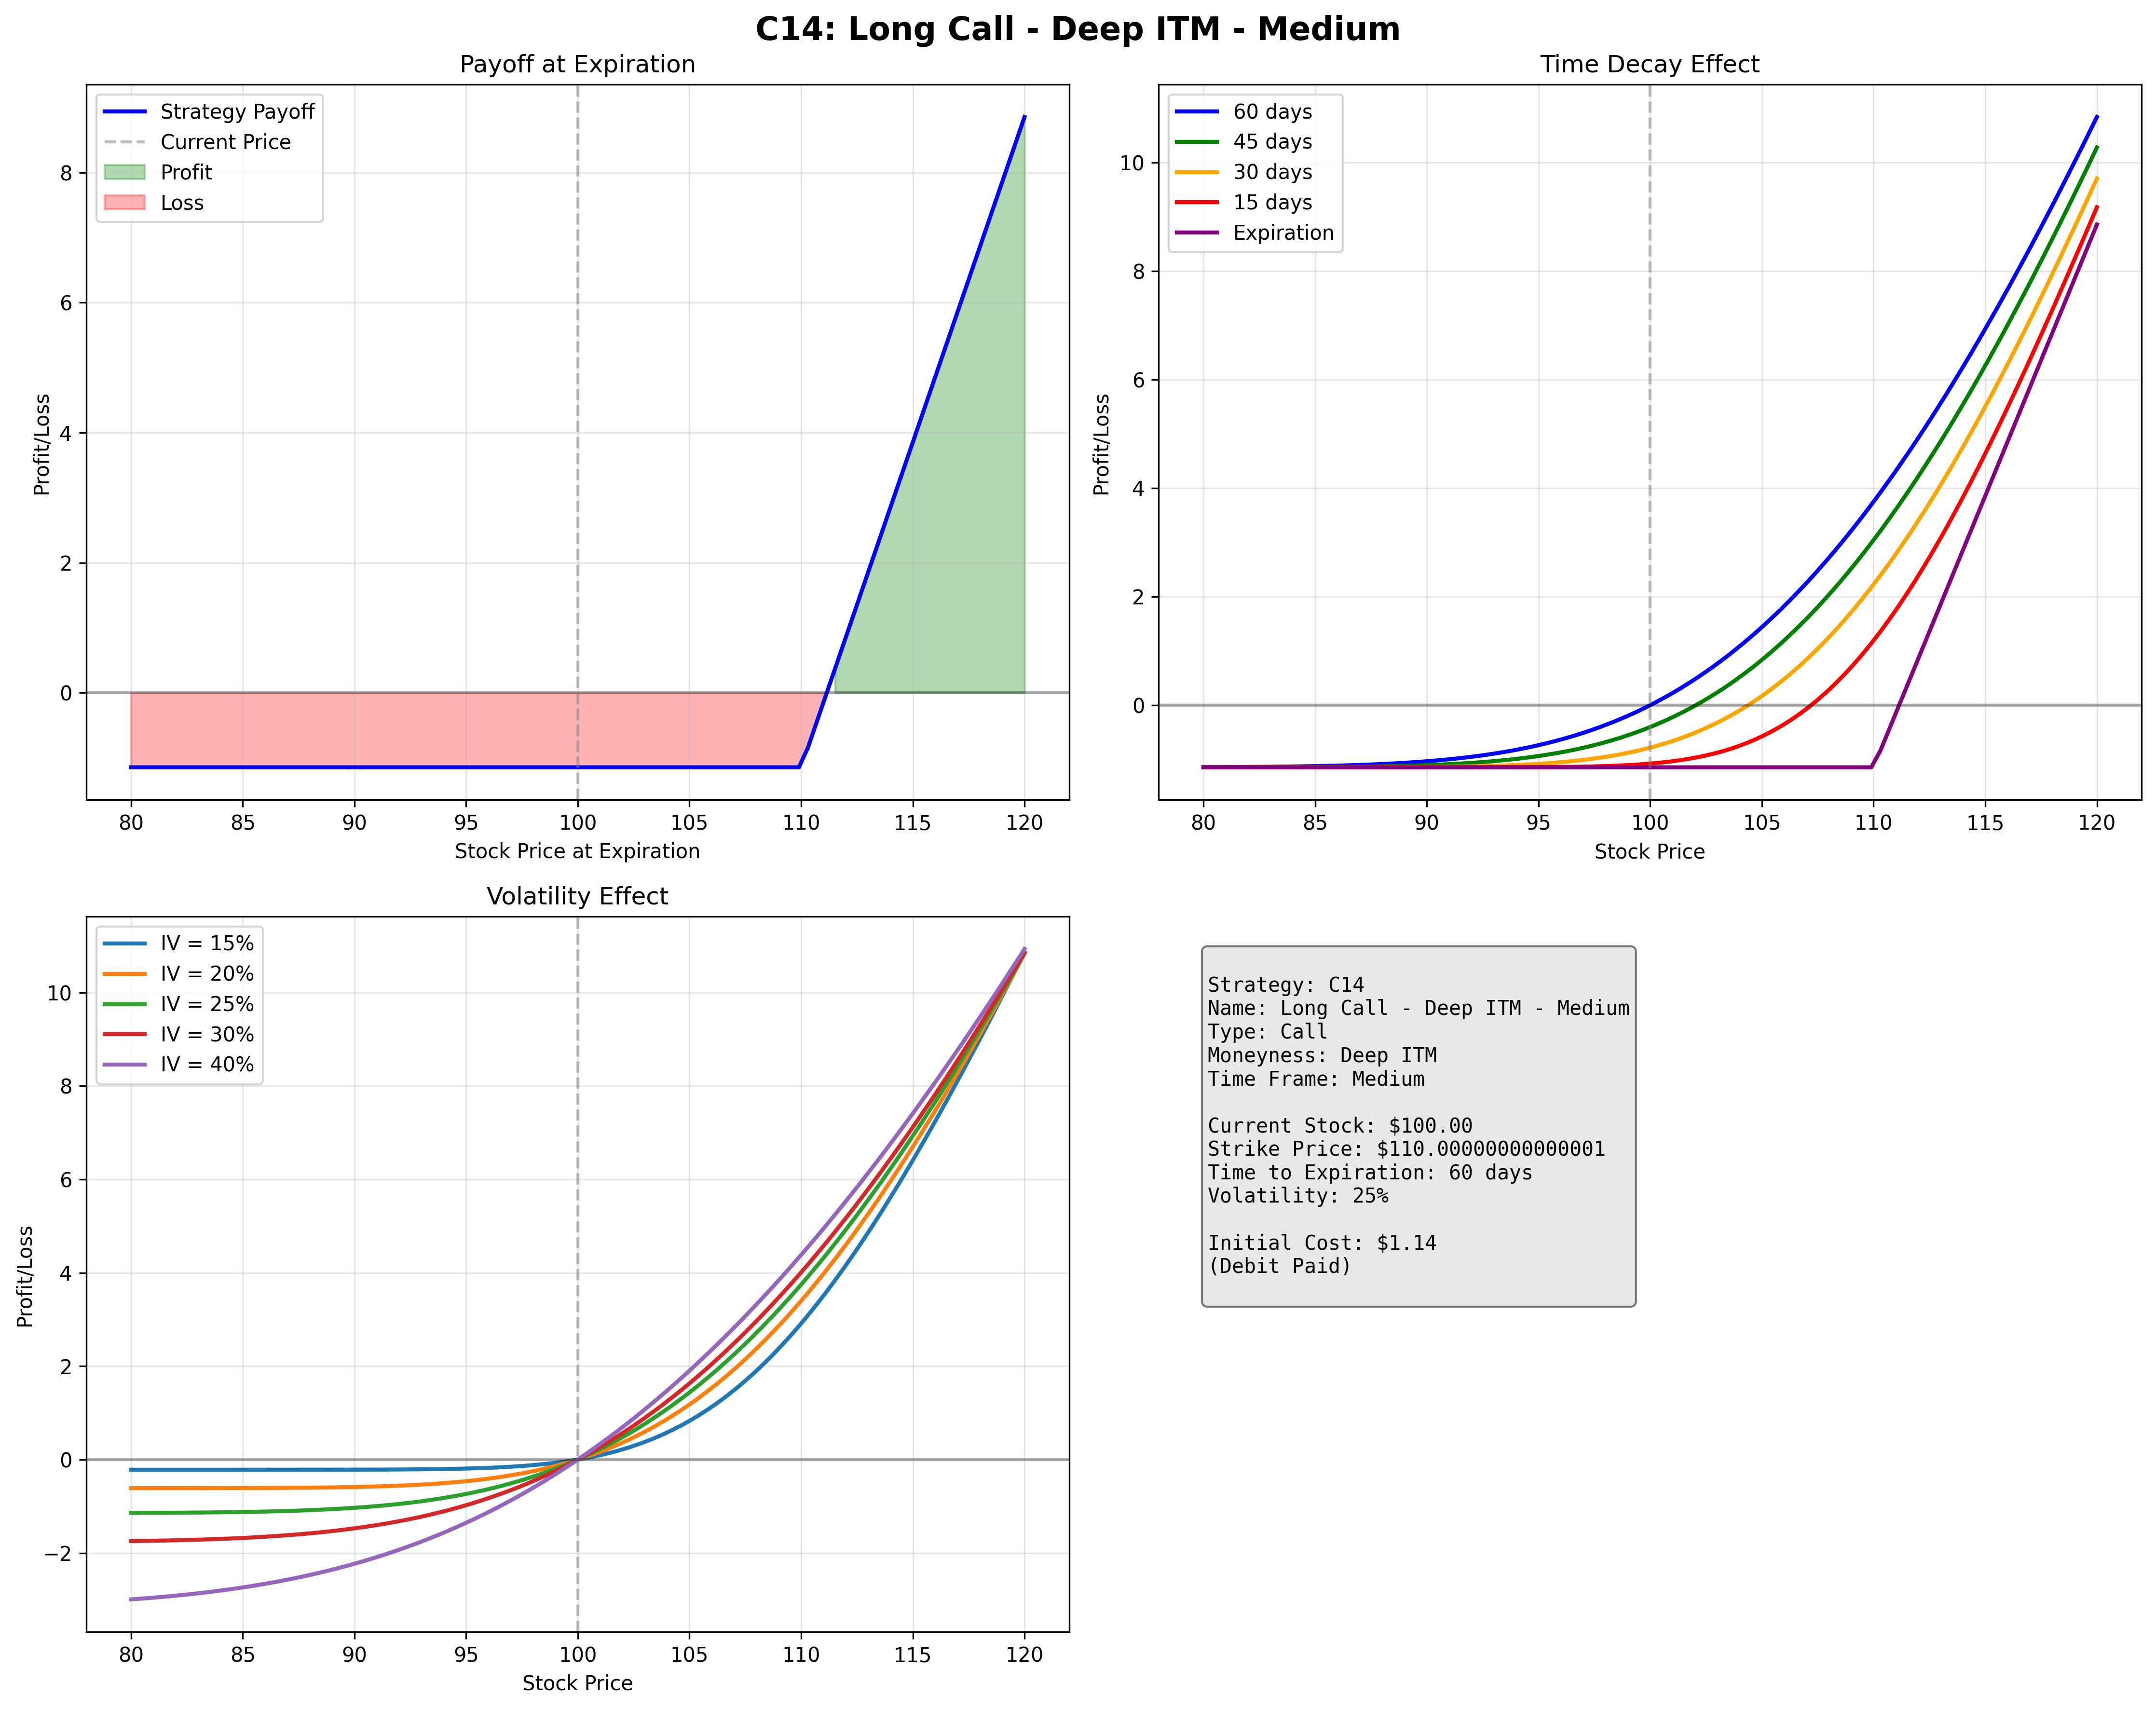 C14: Long Call - Deep ITM - Medium
Payoff at Expiration
Strategy Payoff
Current Price
Profit
Loss
8
6
4
2
0
Profit/Loss
80 85 90 95 100 105 110 115 120
Stock Price at Expiration
Time Decay Effect
60 days
45 days
30 days
15 days
Expiration
10
8
6
4
2
0
Profit/Loss
80 85 90 95 100 105 110 115 120
Stock Price
Volatility Effect
IV = 15%
IV = 20%
IV = 25%
IV = 30%
IV = 40%
10
8
6
4
2
0
−2
Profit/Loss
80 85 90 95 100 105 110 115 120
Stock Price
Strategy: C14
Name: Long Call - Deep ITM - Medium
Type: Call
Moneyness: Deep ITM
Time Frame: Medium
Current Stock: $100.00
Strike Price: $110.00000000000001
Time to Expiration: 60 days
Volatility: 25%
Initial Cost: $1.14
(Debit Paid)